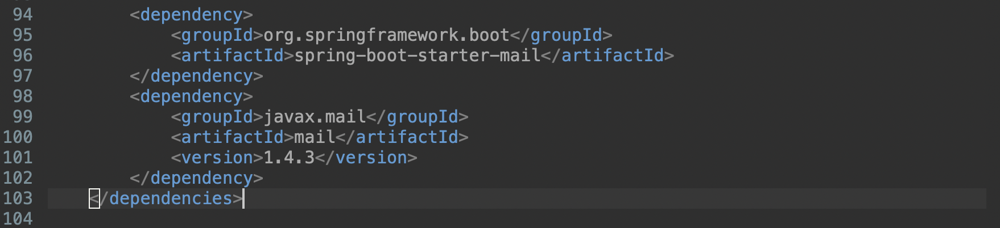 94 <dependency>
95 <groupId>org.springframework.boot</groupId>
96 <artifactId>spring-boot-starter-mail</artifactId>
97 </dependency>
98 <dependency>
99 <groupId>javax.mail</groupId>
100 <artifactId>mail</artifactId>
101 <version>1.4.3</version>
102 </dependency>
103 </dependencies>
104